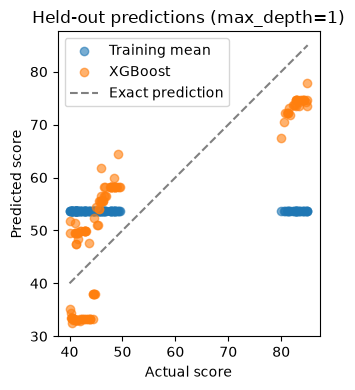 Held-out predictions (max_depth=1)
Training mean
XGBoost
Exact prediction
Predicted score
80
70
60
50
40
30
40 50 60 70 80
Actual score